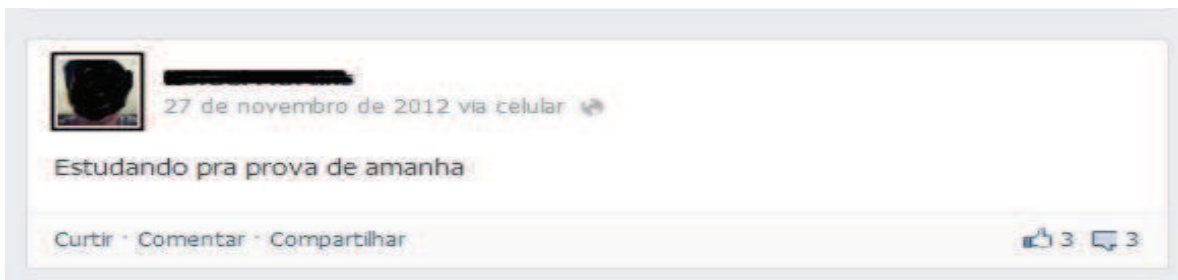 27 de novembro de 2012 via celular
Estudando pra prova de amanha
Curtir · Comentar · Compartilhar 3 3